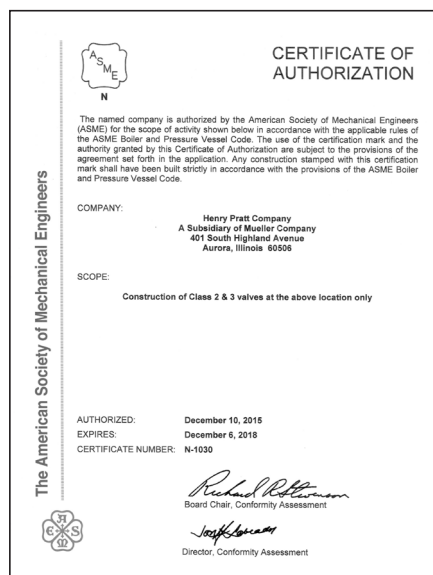 ASME
N
CERTIFICATE OF
AUTHORIZATION
The named company is authorized by the American Society of Mechanical Engineers
(ASME) for the scope of activity shown below in accordance with the applicable rules of
the ASME Boiler and Pressure Vessel Code. The use of the certification mark and the
authority granted by this Certificate of Authorization are subject to the provisions of the
agreement set forth in the application. Any construction stamped with this certification
mark shall have been built strictly in accordance with the provisions of the ASME Boiler
and Pressure Vessel Code.
COMPANY:
Henry Pratt Company
A Subsidiary of Mueller Company
401 South Highland Avenue
Aurora, Illinois 60506
SCOPE:
Construction of Class 2 & 3 valves at the above location only
AUTHORIZED: December 10, 2015
EXPIRES: December 6, 2018
CERTIFICATE NUMBER: N-1030
Board Chair, Conformity Assessment
Director, Conformity Assessment
The American Society of Mechanical Engineers